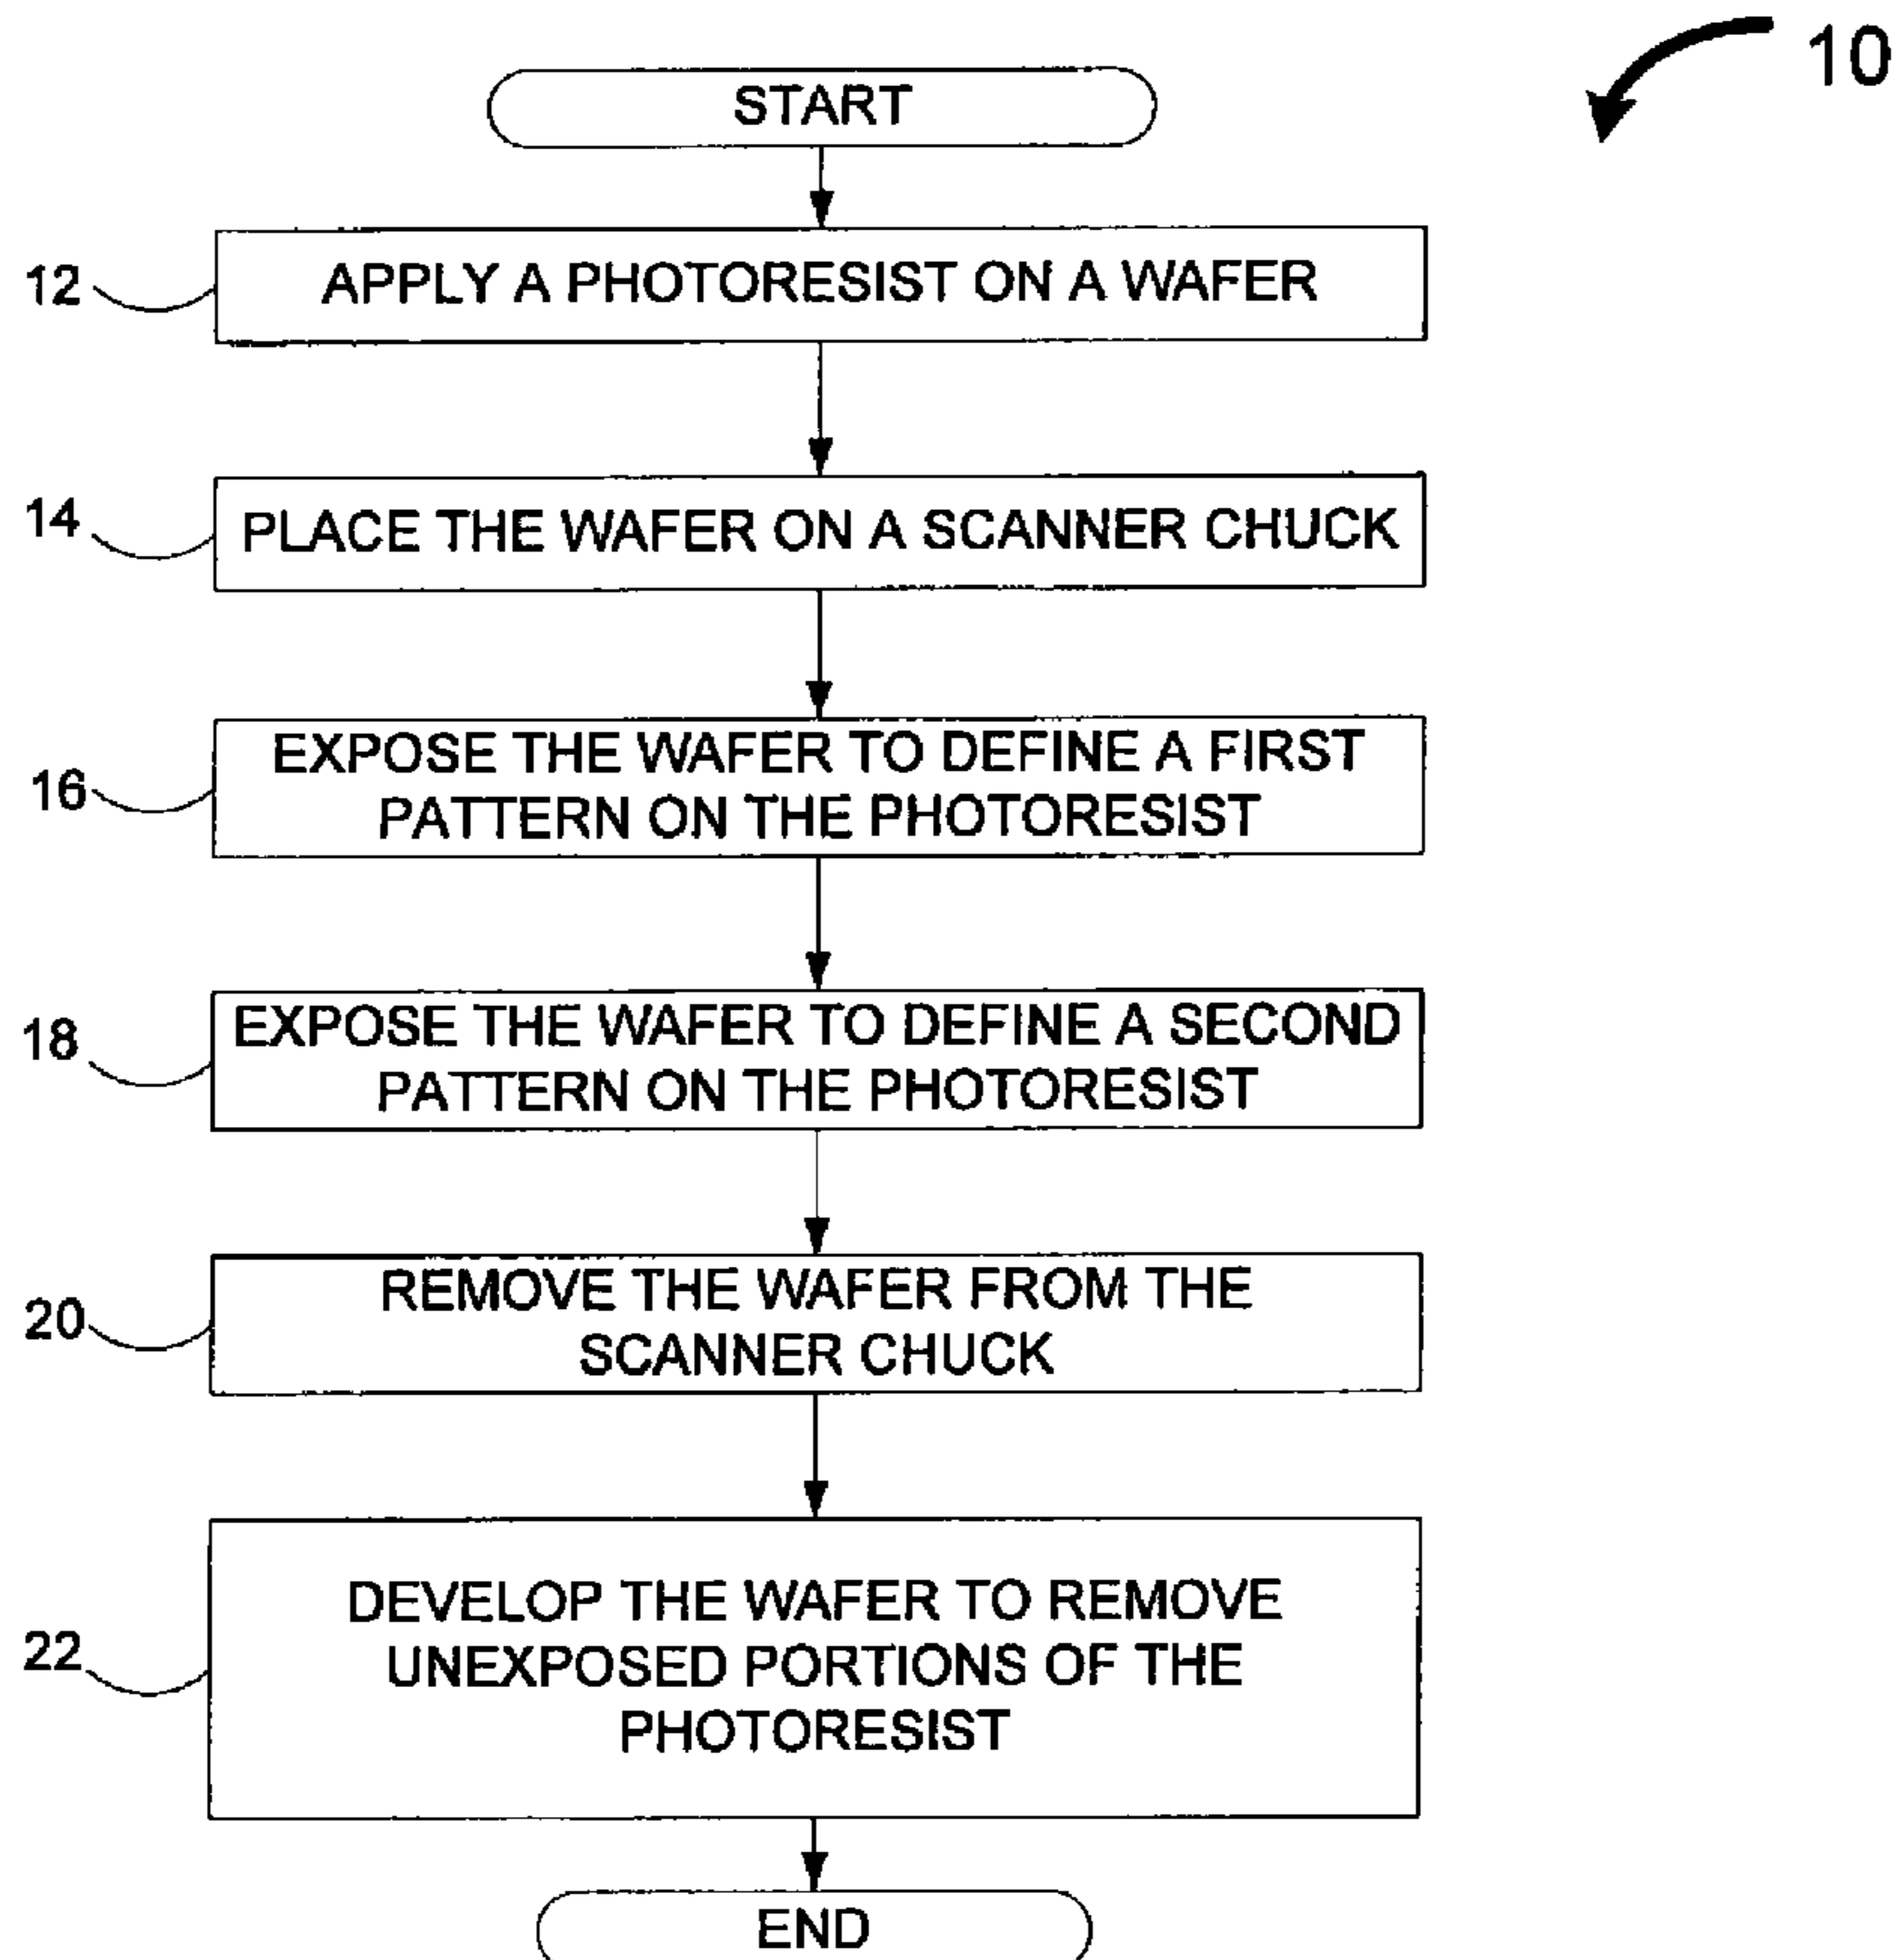 10
START
12
APPLY A PHOTORESIST ON A WAFER
14
PLACE THE WAFER ON A SCANNER CHUCK
16
EXPOSE THE WAFER TO DEFINE A FIRST
PATTERN ON THE PHOTORESIST
18
EXPOSE THE WAFER TO DEFINE A SECOND
PATTERN ON THE PHOTORESIST
20
REMOVE THE WAFER FROM THE
SCANNER CHUCK
22
DEVELOP THE WAFER TO REMOVE
UNEXPOSED PORTIONS OF THE
PHOTORESIST
END